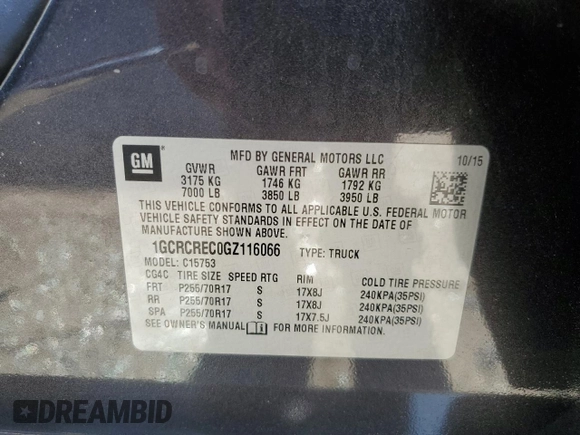 GM
MFD BY GENERAL MOTORS LLC 10/15
GVWR GAWR FRT GAWR RR
3175 KG 1746 KG 1792 KG
7000 LB 3850 LB 3950 LB
THIS VEHICLE CONFORMS TO ALL APPLICABLE U.S. FEDERAL MOTOR
VEHICLE SAFETY STANDARDS IN EFFECT ON THE DATE OF
MANUFACTURE SHOWN ABOVE.
1GCRCREC0GZ116066 TYPE: TRUCK
MODEL: C15753
CG4C TIRE SIZE SPEED RTG RIM COLD TIRE PRESSURE
FRT P255/70R17 S 17X8J 240KPA(35PSI)
RR P255/70R17 S 17X8J 240KPA(35PSI)
SPA P255/70R17 S 17X7.5J 240KPA(35PSI)
SEE OWNER'S MANUAL FOR MORE INFORMATION.
DREAMBID